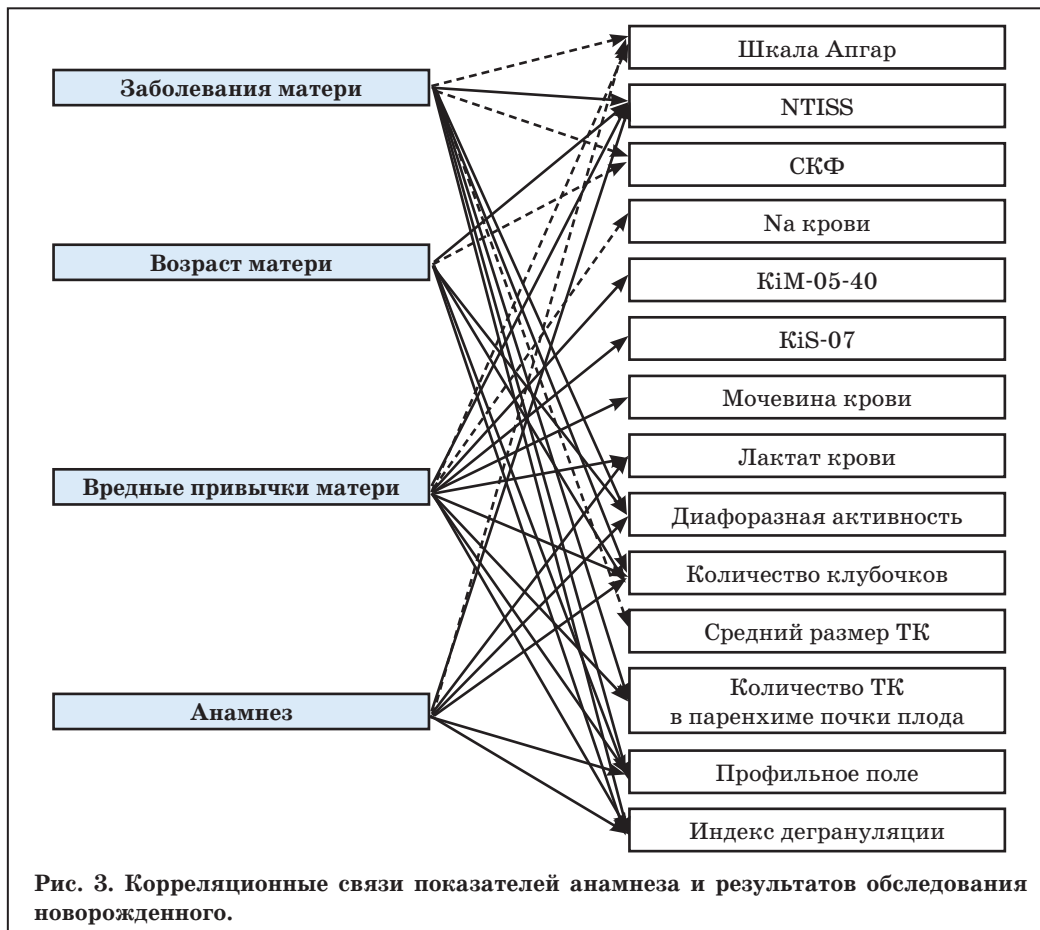 Заболевания матери
Возраст матери
Вредные привычки матери
Анамнез
Шкала Апгар
NTISS
СКФ
Na крови
KiM-05-40
KiS-07
Мочевина крови
Лактат крови
Диафоразная активность
Количество клубочков
Средний размер ТК
Количество ТК
в паренхиме почки плода
Профильное поле
Индекс дегрануляции
Рис. 3. Корреляционные связи показателей анамнеза и результатов обследования
новорожденного.